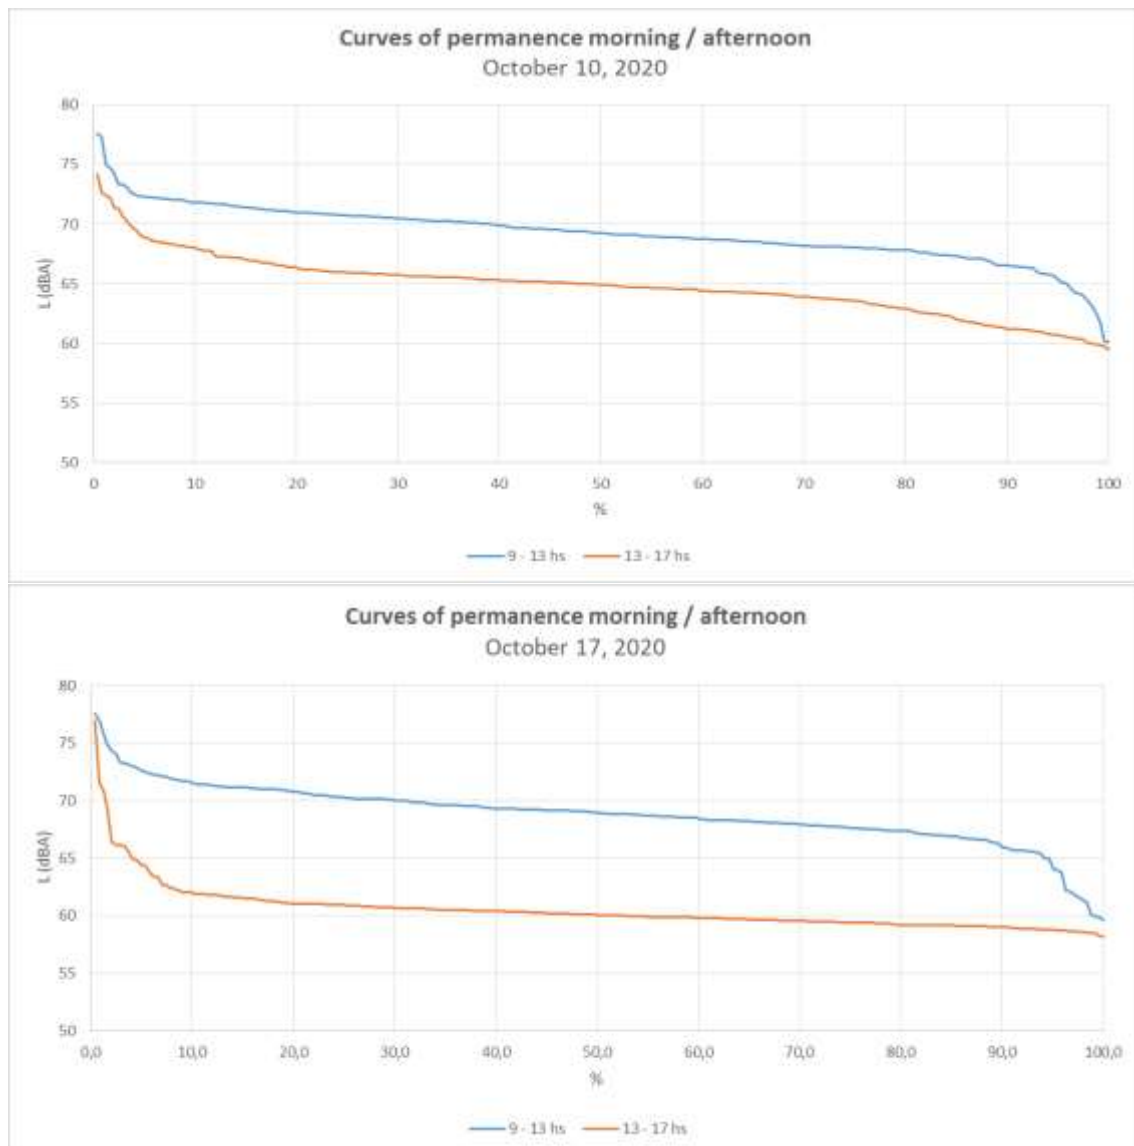 Curves of permanence morning / afternoon
October 10, 2020
80
75
70
65
60
55
50
L (dBA)
0 10 20 30 40 50 60 70 80 90 100
%
9 - 13 hs 13 - 17 hs
Curves of permanence morning / afternoon
October 17, 2020
80
75
70
65
60
55
50
L (dBA)
0,0 10,0 20,0 30,0 40,0 50,0 60,0 70,0 80,0 90,0 100,0
%
9 - 13 hs 13 - 17 hs